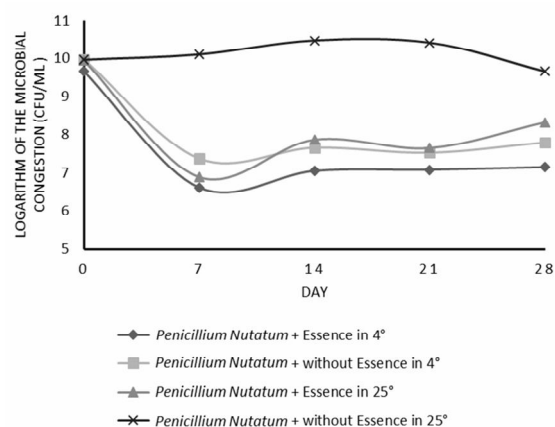 LOGARITHM OF THE MICROBIAL
CONGESTION (CFU/ML )
11
10
9
8
7
6
5
0 7 14 21 28
DAY
Penicillium Nutatum + Essence in 4°
Penicillium Nutatum + without Essence in 4°
Penicillium Nutatum + Essence in 25°
Penicillium Nutatum + without Essence in 25°